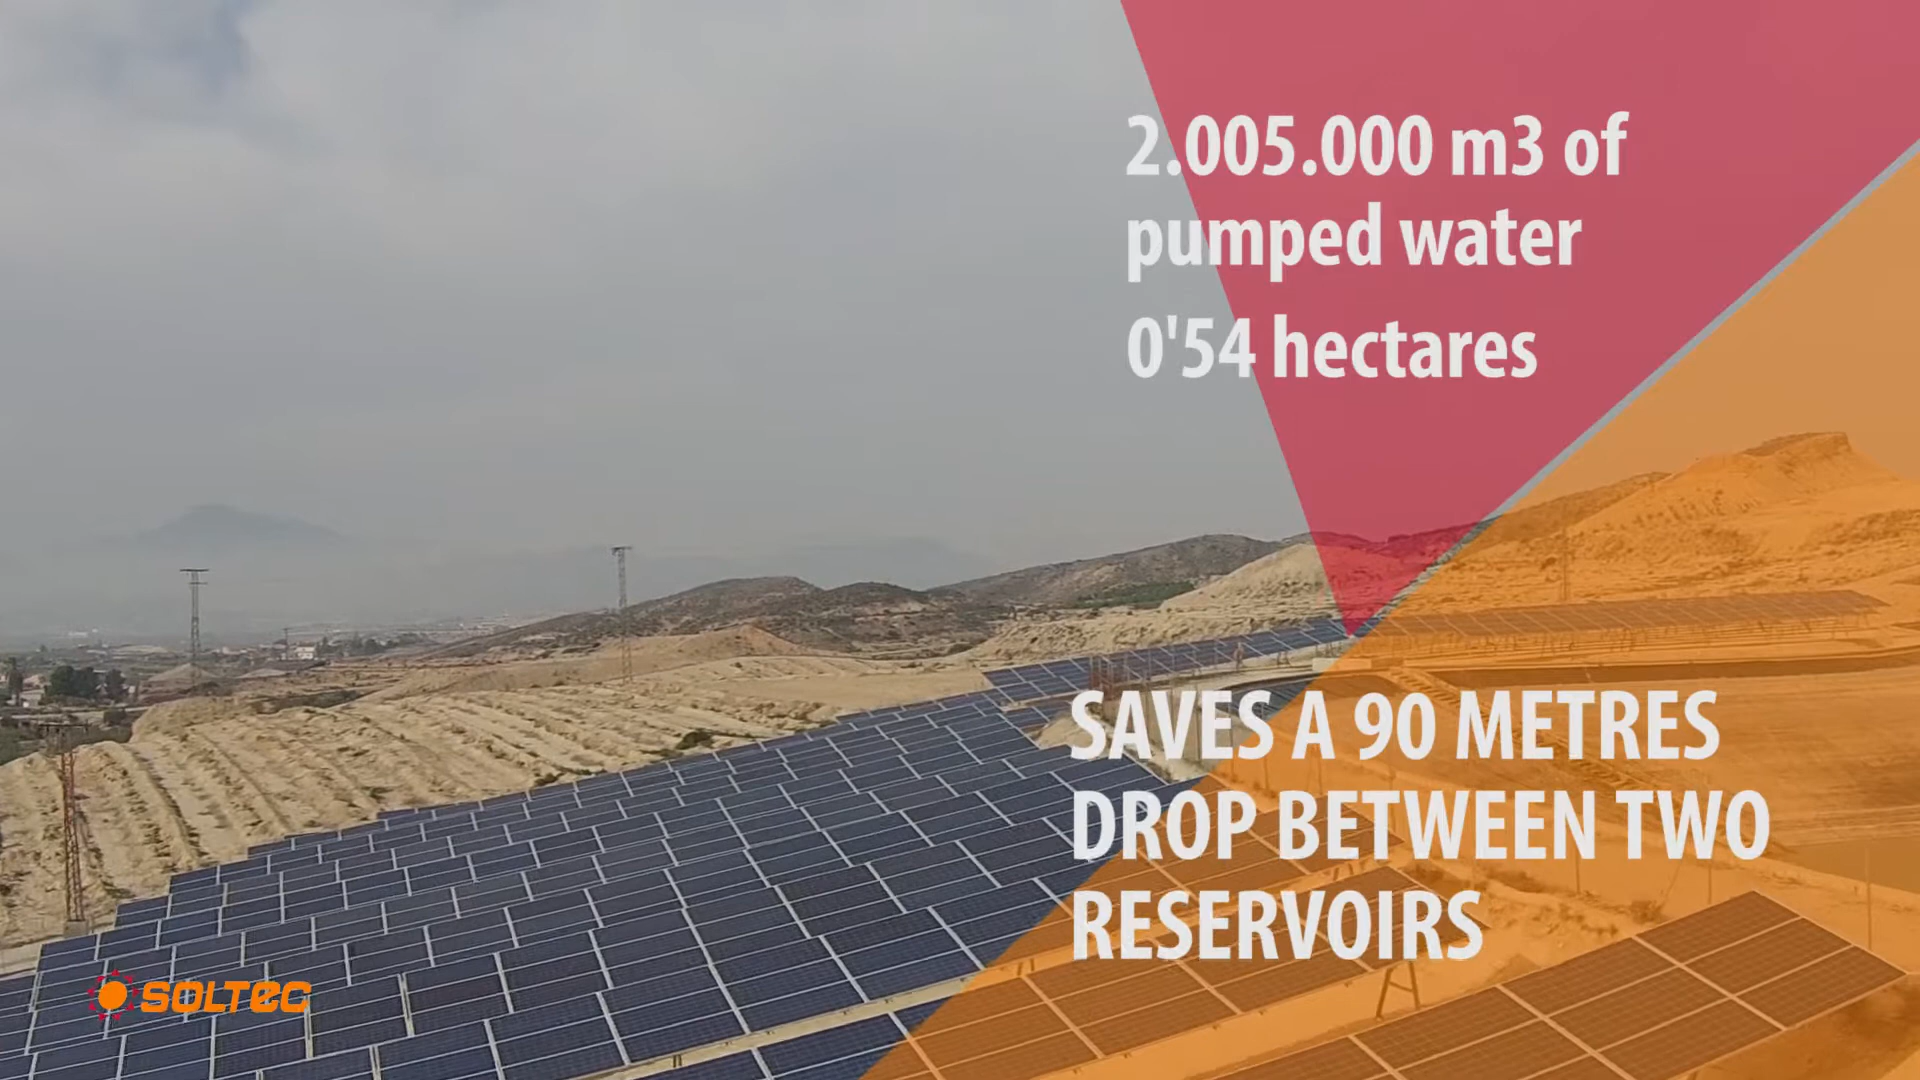 2.005.000 m3 of
pumped water
0'54 hectares
SAVES A 90 METRES
DROP BETWEEN TWO
RESERVOIRS
SOLTEC